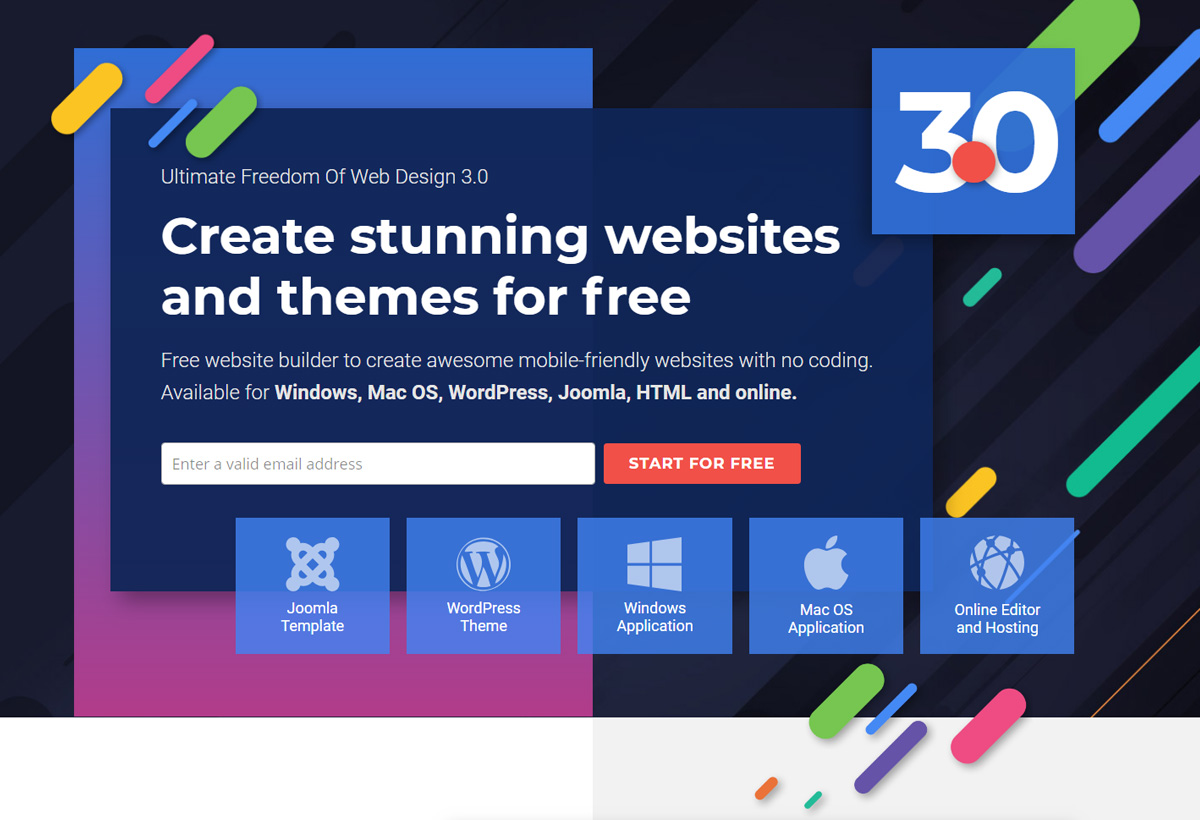 3.0
Ultimate Freedom Of Web Design 3.0
Create stunning websites
and themes for free
Free website builder to create awesome mobile-friendly websites with no coding.
Available for Windows, Mac OS, WordPress, Joomla, HTML and online.
Enter a valid email address
START FOR FREE
Joomla
Template
WordPress
Theme
Windows
Application
Mac OS
Application
Online Editor
and Hosting